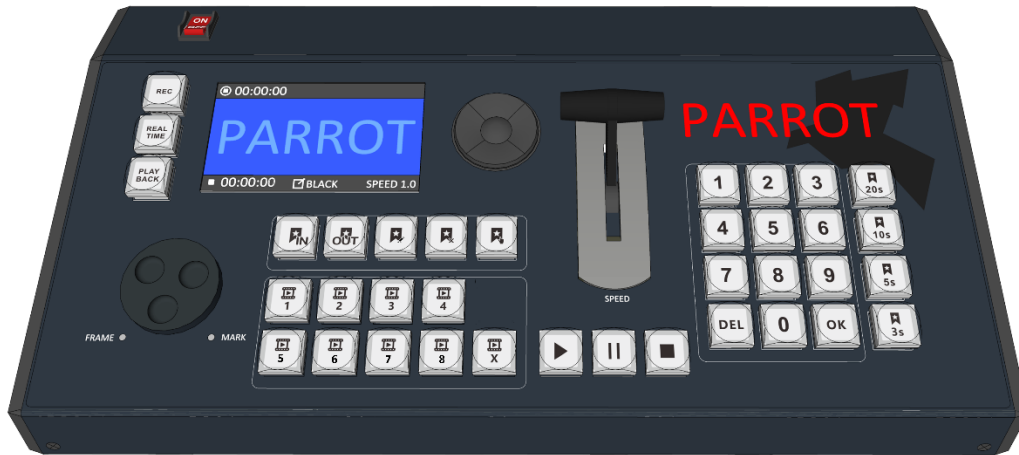 ON
REC
REAL
TIME
PLAY
BACK
00:00:00
PARROT
00:00:00 BLACK SPEED 1.0
PARROT
IN
OUT
1
2
3
4
5
6
7
8
X
FRAME
MARK
SPEED
1
2
3
20s
4
5
6
10s
7
8
9
5s
DEL
0
OK
3s